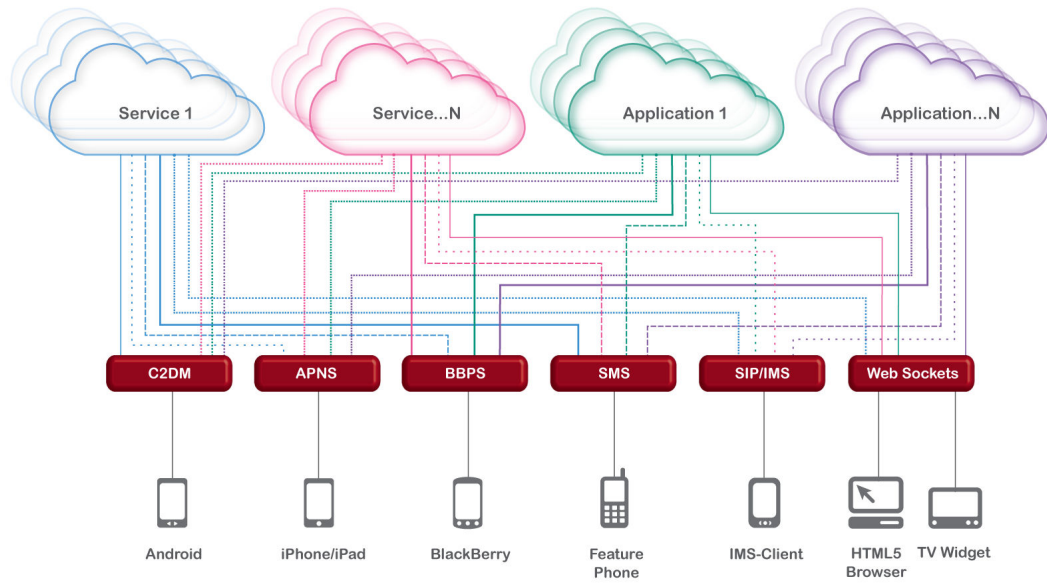 Service 1
Service...N
Application 1
Application...N
C2DM
APNS
BBPS
SMS
SIP/IMS
Web Sockets
Android
iPhone/iPad
BlackBerry
Feature
Phone
IMS-Client
HTML5
Browser
TV Widget